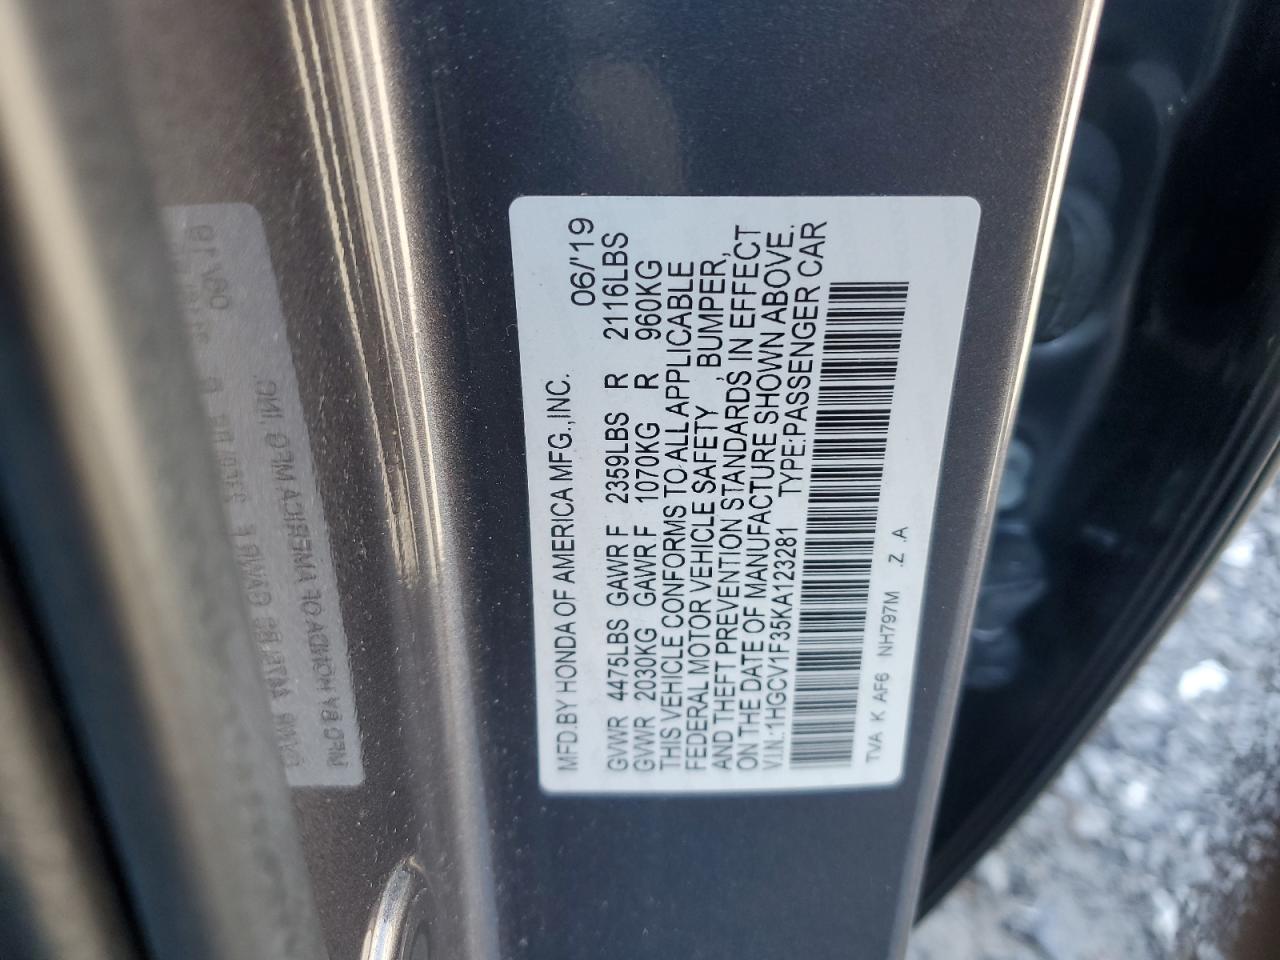 MFD.BY HONDA OF AMERICA MFG.,INC. 06/'19
GVWR 4475LBS GAWR F 2359LBS R 2116LBS
GVWR 2030KG GAWR.F 1070KG R 960KG
THIS VEHICLE CONFORMS TO ALL APPLICABLE
FEDERAL MOTOR VEHICLE SAFETY , BUMPER,
AND THEFT PREVENTION STANDARDS IN EFFECT
ON THE DATE OF MANUFACTURE SHOWN ABOVE.
V.I.N.:1HGCV1F35KA123281 TYPE:PASSENGER CAR
TVA K AF6 NH797M .Z .A